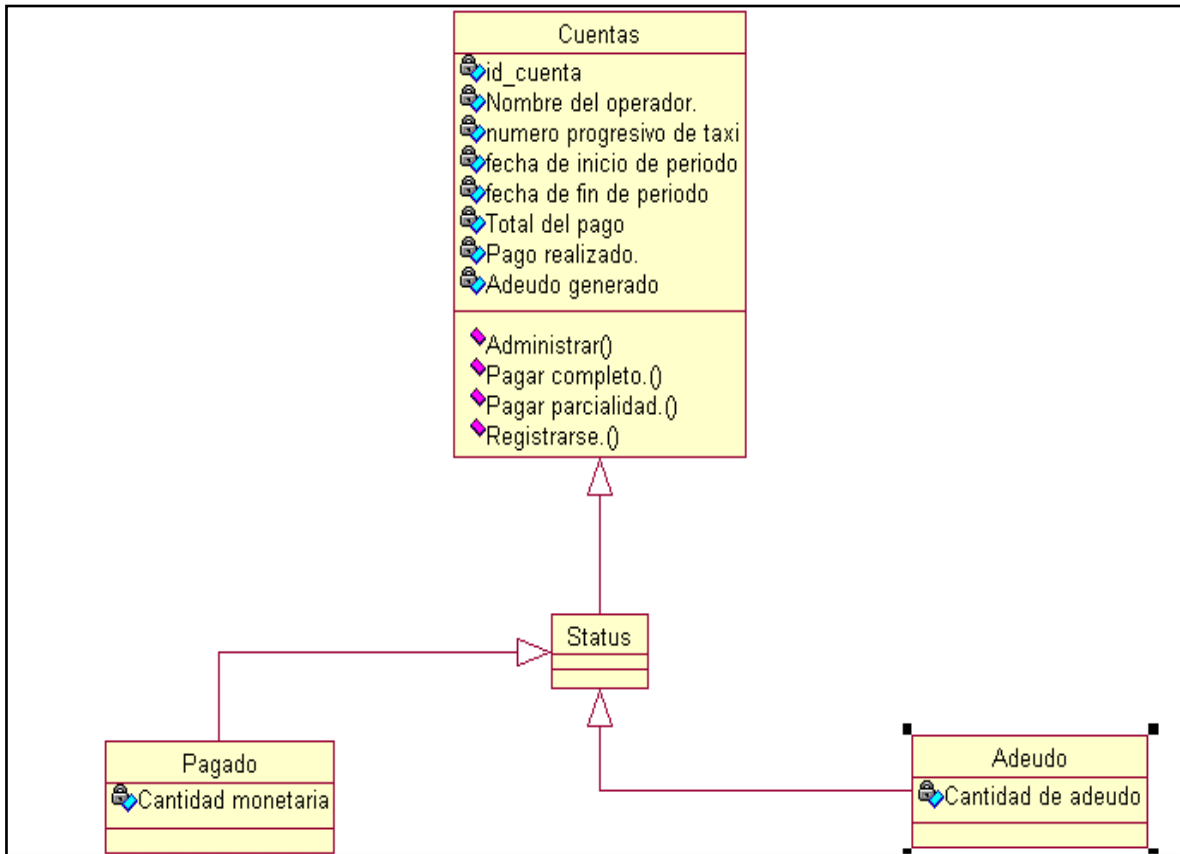 Cuentas
id_cuenta
Nombre del operador.
numero progresivo de taxi
fecha de inicio de periodo
fecha de fin de periodo
Total del pago
Pago realizado.
Adeudo generado
Administrar()
Pagar completo.()
Pagar parcialidad.()
Registrarse.()
Status
Pagado
Cantidad monetaria
Adeudo
Cantidad de adeudo